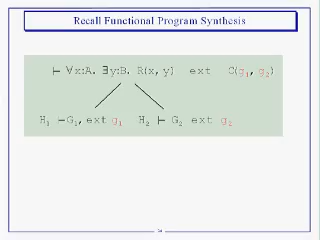 Recall Functional Program Synthesis
⊢ ∀x:A. ∃y:B. R(x,y) ext C(g₁, g₂)
H₁ ⊢G₁, ext g₁ H₂ ⊢ G₂ ext g₂